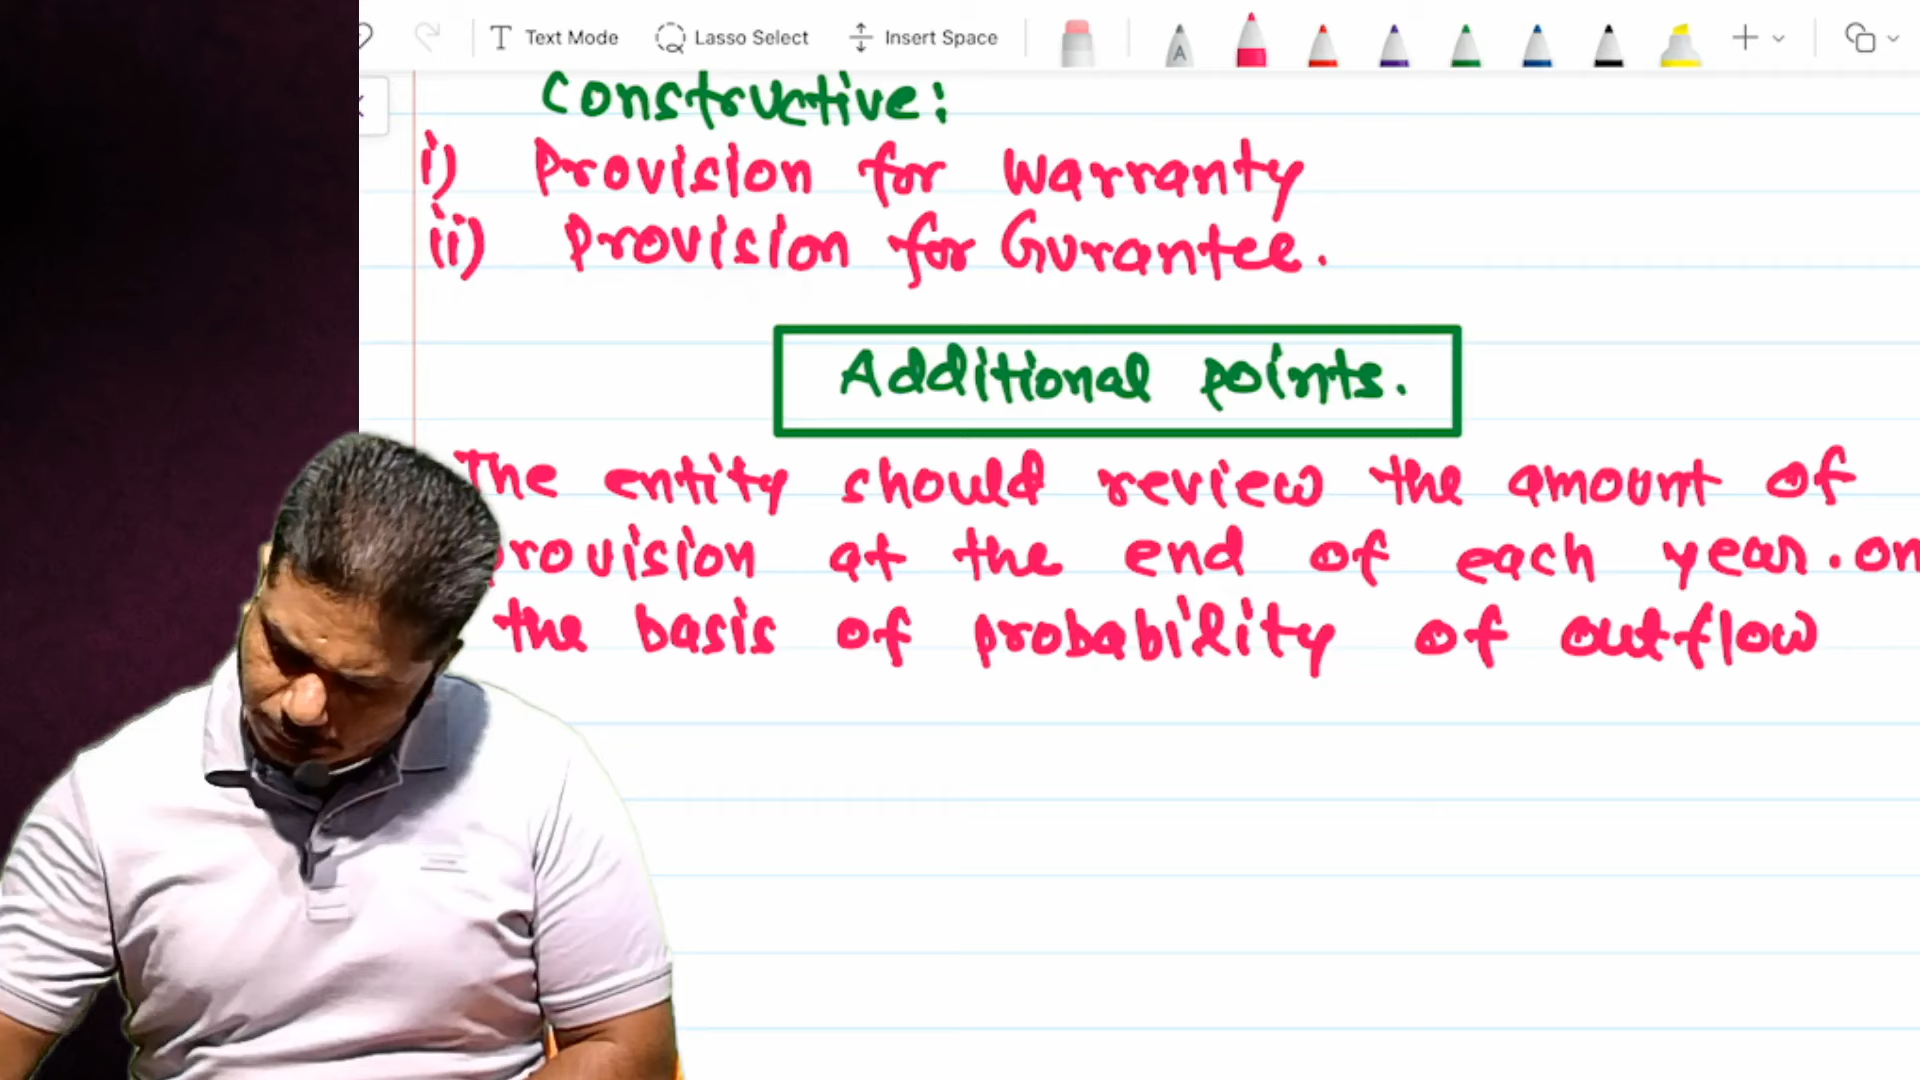 Text Mode Lasso Select Insert Space
A
Constructive:
i) Provision for Warranty
ii) Provision for Gurantee.
Additional points.
The entity should review the amount of
provision at the end of each year. on
the basis of probability of outflow